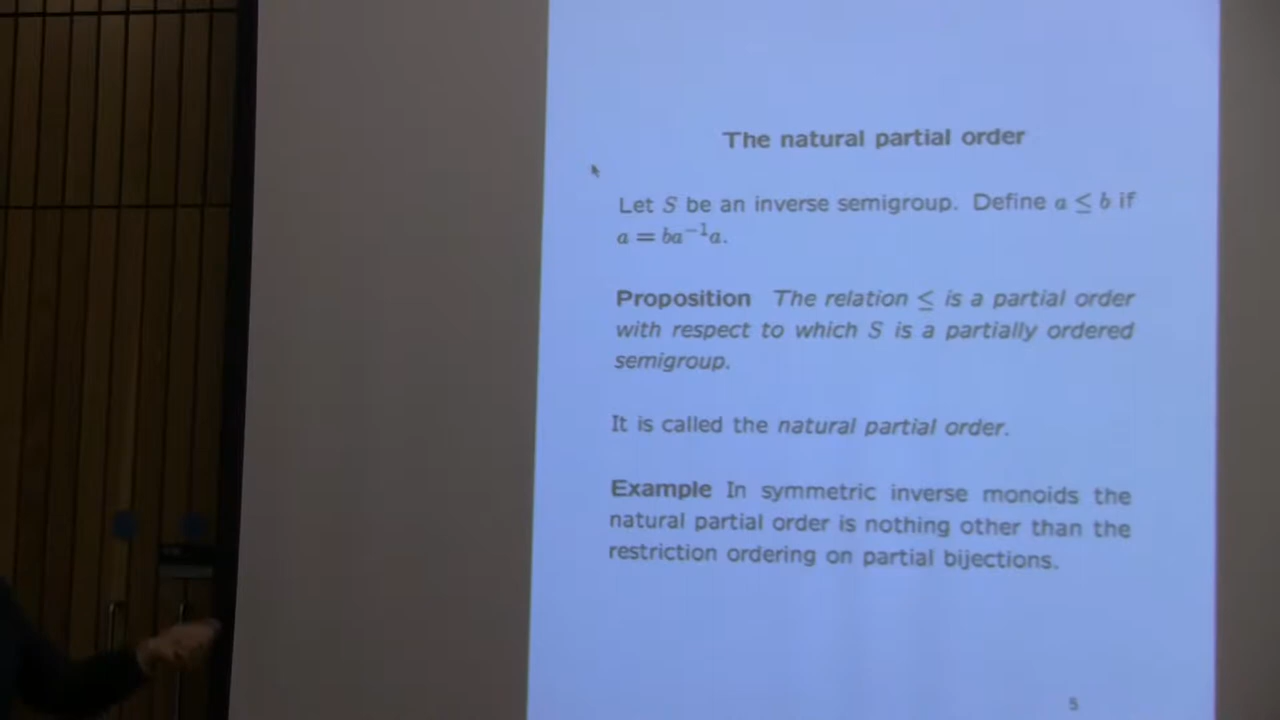 The natural partial order
Let S be an inverse semigroup. Define a ≤ b if
a = ba⁻¹a.
Proposition The relation ≤ is a partial order
with respect to which S is a partially ordered
semigroup.
It is called the natural partial order.
Example In symmetric inverse monoids the
natural partial order is nothing other than the
restriction ordering on partial bijections.
5